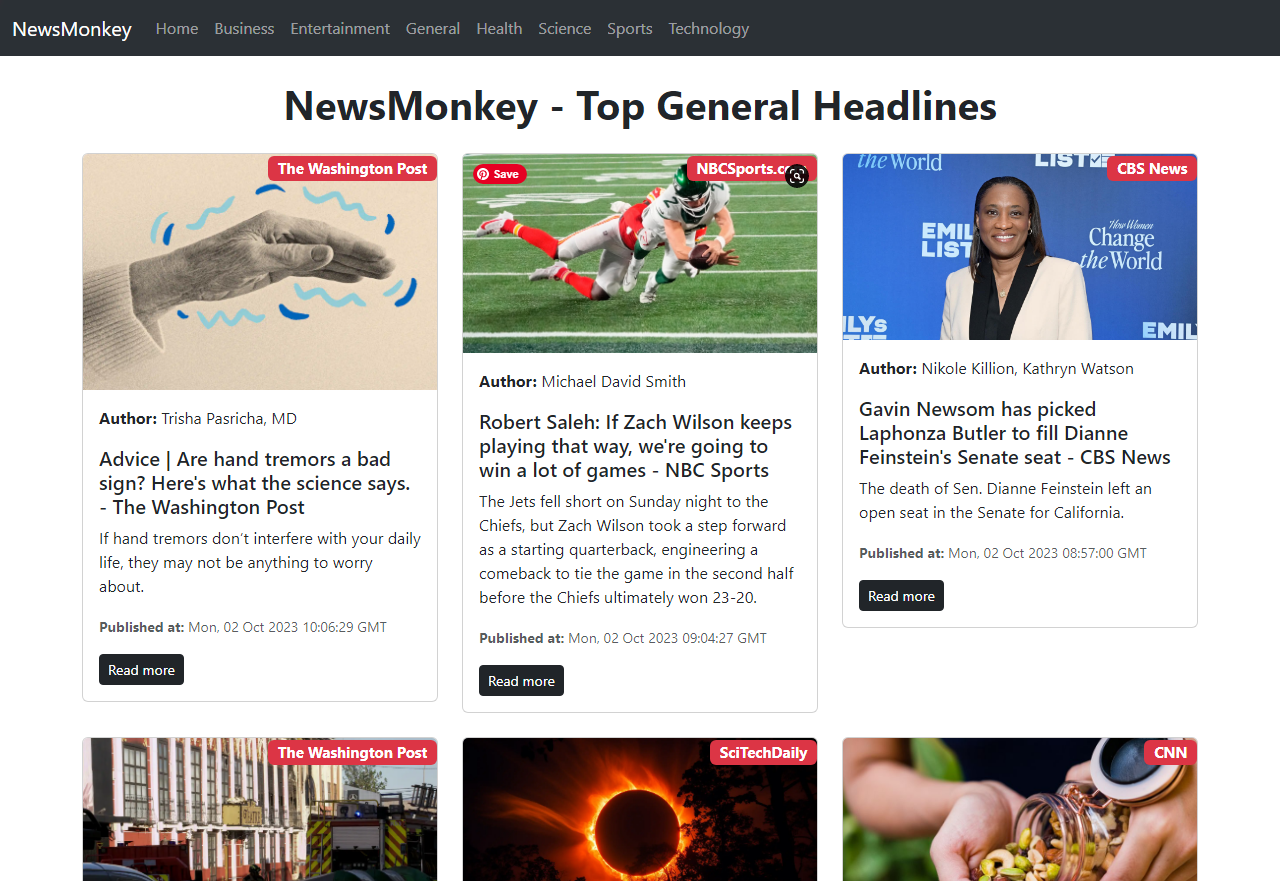 NewsMonkey Home Business Entertainment General Health Science Sports Technology
NewsMonkey - Top General Headlines
The Washington Post
Author: Trisha Pasricha, MD
Advice | Are hand tremors a bad
sign? Here's what the science says.
- The Washington Post
If hand tremors don’t interfere with your daily
life, they may not be anything to worry
about.
Published at: Mon, 02 Oct 2023 10:06:29 GMT
Read more
Save
NBCSports.c
2
Author: Michael David Smith
Robert Saleh: If Zach Wilson keeps
playing that way, we're going to
win a lot of games - NBC Sports
The Jets fell short on Sunday night to the
Chiefs, but Zach Wilson took a step forward
as a starting quarterback, engineering a
comeback to tie the game in the second half
before the Chiefs ultimately won 23-20.
Published at: Mon, 02 Oct 2023 09:04:27 GMT
Read more
CBS News
the World
LIST
EMIL
LIST
How Women
Change
the World
ILYs
EMIL
Author: Nikole Killion, Kathryn Watson
Gavin Newsom has picked
Laphonza Butler to fill Dianne
Feinstein's Senate seat - CBS News
The death of Sen. Dianne Feinstein left an
open seat in the Senate for California.
Published at: Mon, 02 Oct 2023 08:57:00 GMT
Read more
The Washington Post
SciTechDaily
CNN